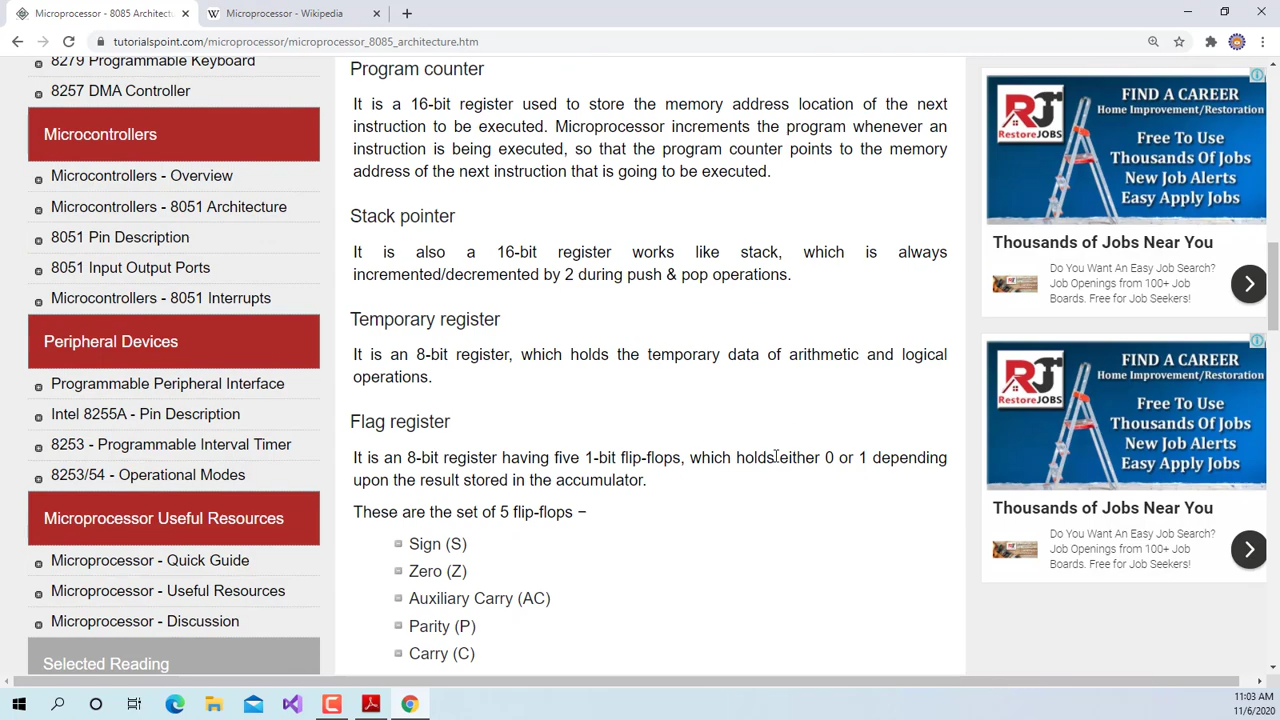 Microprocessor - 8085 Architectu
Microprocessor - Wikipedia
tutorialspoint.com/microprocessor/microprocessor_8085_architecture.htm
8279 Programmable Keyboard
8257 DMA Controller
Microcontrollers
Microcontrollers - Overview
Microcontrollers - 8051 Architecture
8051 Pin Description
8051 Input Output Ports
Microcontrollers - 8051 Interrupts
Peripheral Devices
Programmable Peripheral Interface
Intel 8255A - Pin Description
8253 - Programmable Interval Timer
8253/54 - Operational Modes
Microprocessor Useful Resources
Microprocessor - Quick Guide
Microprocessor - Useful Resources
Microprocessor - Discussion
Selected Reading
Program counter
It is a 16-bit register used to store the memory address location of the next
instruction to be executed. Microprocessor increments the program whenever an
instruction is being executed, so that the program counter points to the memory
address of the next instruction that is going to be executed.
Stack pointer
It is also a 16-bit register works like stack, which is always
incremented/decremented by 2 during push & pop operations.
Temporary register
It is an 8-bit register, which holds the temporary data of arithmetic and logical
operations.
Flag register
It is an 8-bit register having five 1-bit flip-flops, which holds either 0 or 1 depending
upon the result stored in the accumulator.
These are the set of 5 flip-flops −
Sign (S)
Zero (Z)
Auxiliary Carry (AC)
Parity (P)
Carry (C)
RJ
RESTOREJOBS
FIND A CAREER
Home Improvement/Restoration
Free To Use
Thousands Of Jobs
New Job Alerts
Easy Apply Jobs
Thousands of Jobs Near You
Do You Want An Easy Job Search?
Job Openings from 100+ Job
Boards. Free for Job Seekers!
RJ
RESTOREJOBS
FIND A CAREER
Home Improvement/Restoration
Free To Use
Thousands Of Jobs
New Job Alerts
Easy Apply Jobs
Thousands of Jobs Near You
Do You Want An Easy Job Search?
Job Openings from 100+ Job
Boards. Free for Job Seekers!
11:03 AM
11/6/2020